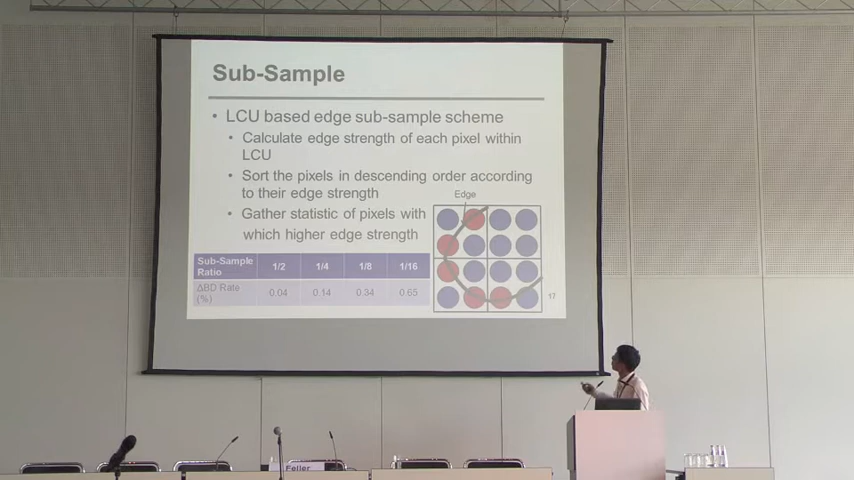 Sub-Sample
• LCU based edge sub-sample scheme
• Calculate edge strength of each pixel within
LCU
• Sort the pixels in descending order according
to their edge strength
• Gather statistic of pixels with
which higher edge strength
Edge
Sub-Sample
Ratio
1/2 1/4 1/8 1/16
ΔBD Rate
(%)
0.04 0.14 0.34 0.65
17
Feller